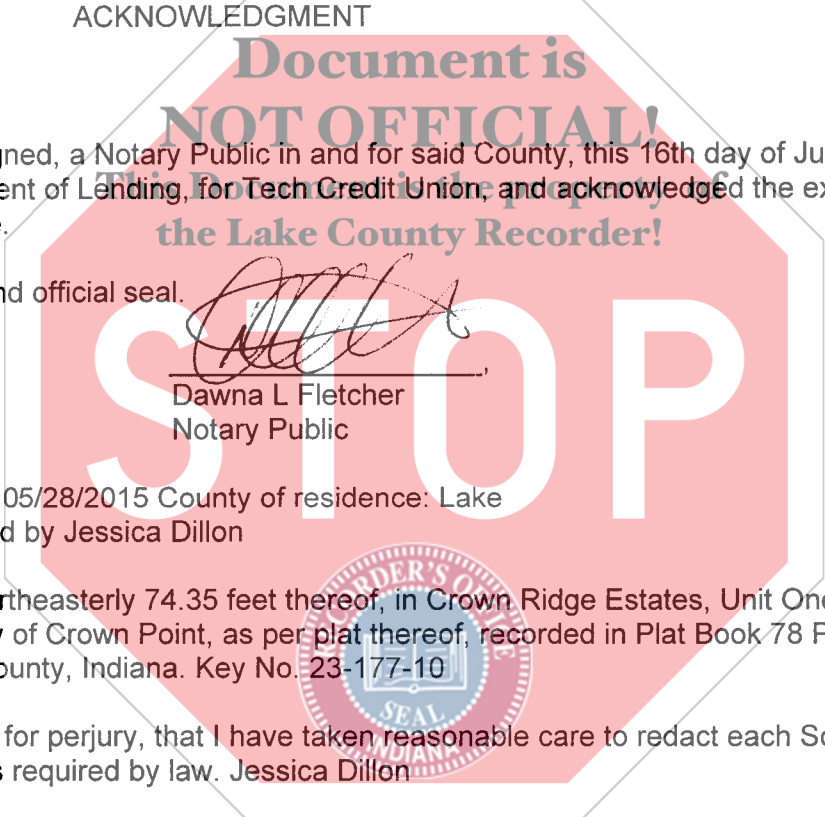 ACKNOWLEDGMENT
Document is
NOT OFFICIAL!
gned, a Notary Public in and for said County, this 16th day of Ju
This Document is the property of
ent of Lending, for Tech Credit Union, and acknowledged the ex
the Lake County Recorder!
nd official seal.
Dawna L Fletcher
Notary Public
STOP
05/28/2015 County of residence: Lake
d by Jessica Dillon
rtheasterly 74.35 feet thereof, in Crown Ridge Estates, Unit One
y of Crown Point, as per plat thereof, recorded in Plat Book 78 P
ounty, Indiana. Key No. 23-177-10
RECORDER'S OFFICE
SEAL
INDIANA
for perjury, that I have taken reasonable care to redact each So
s required by law. Jessica Dillon